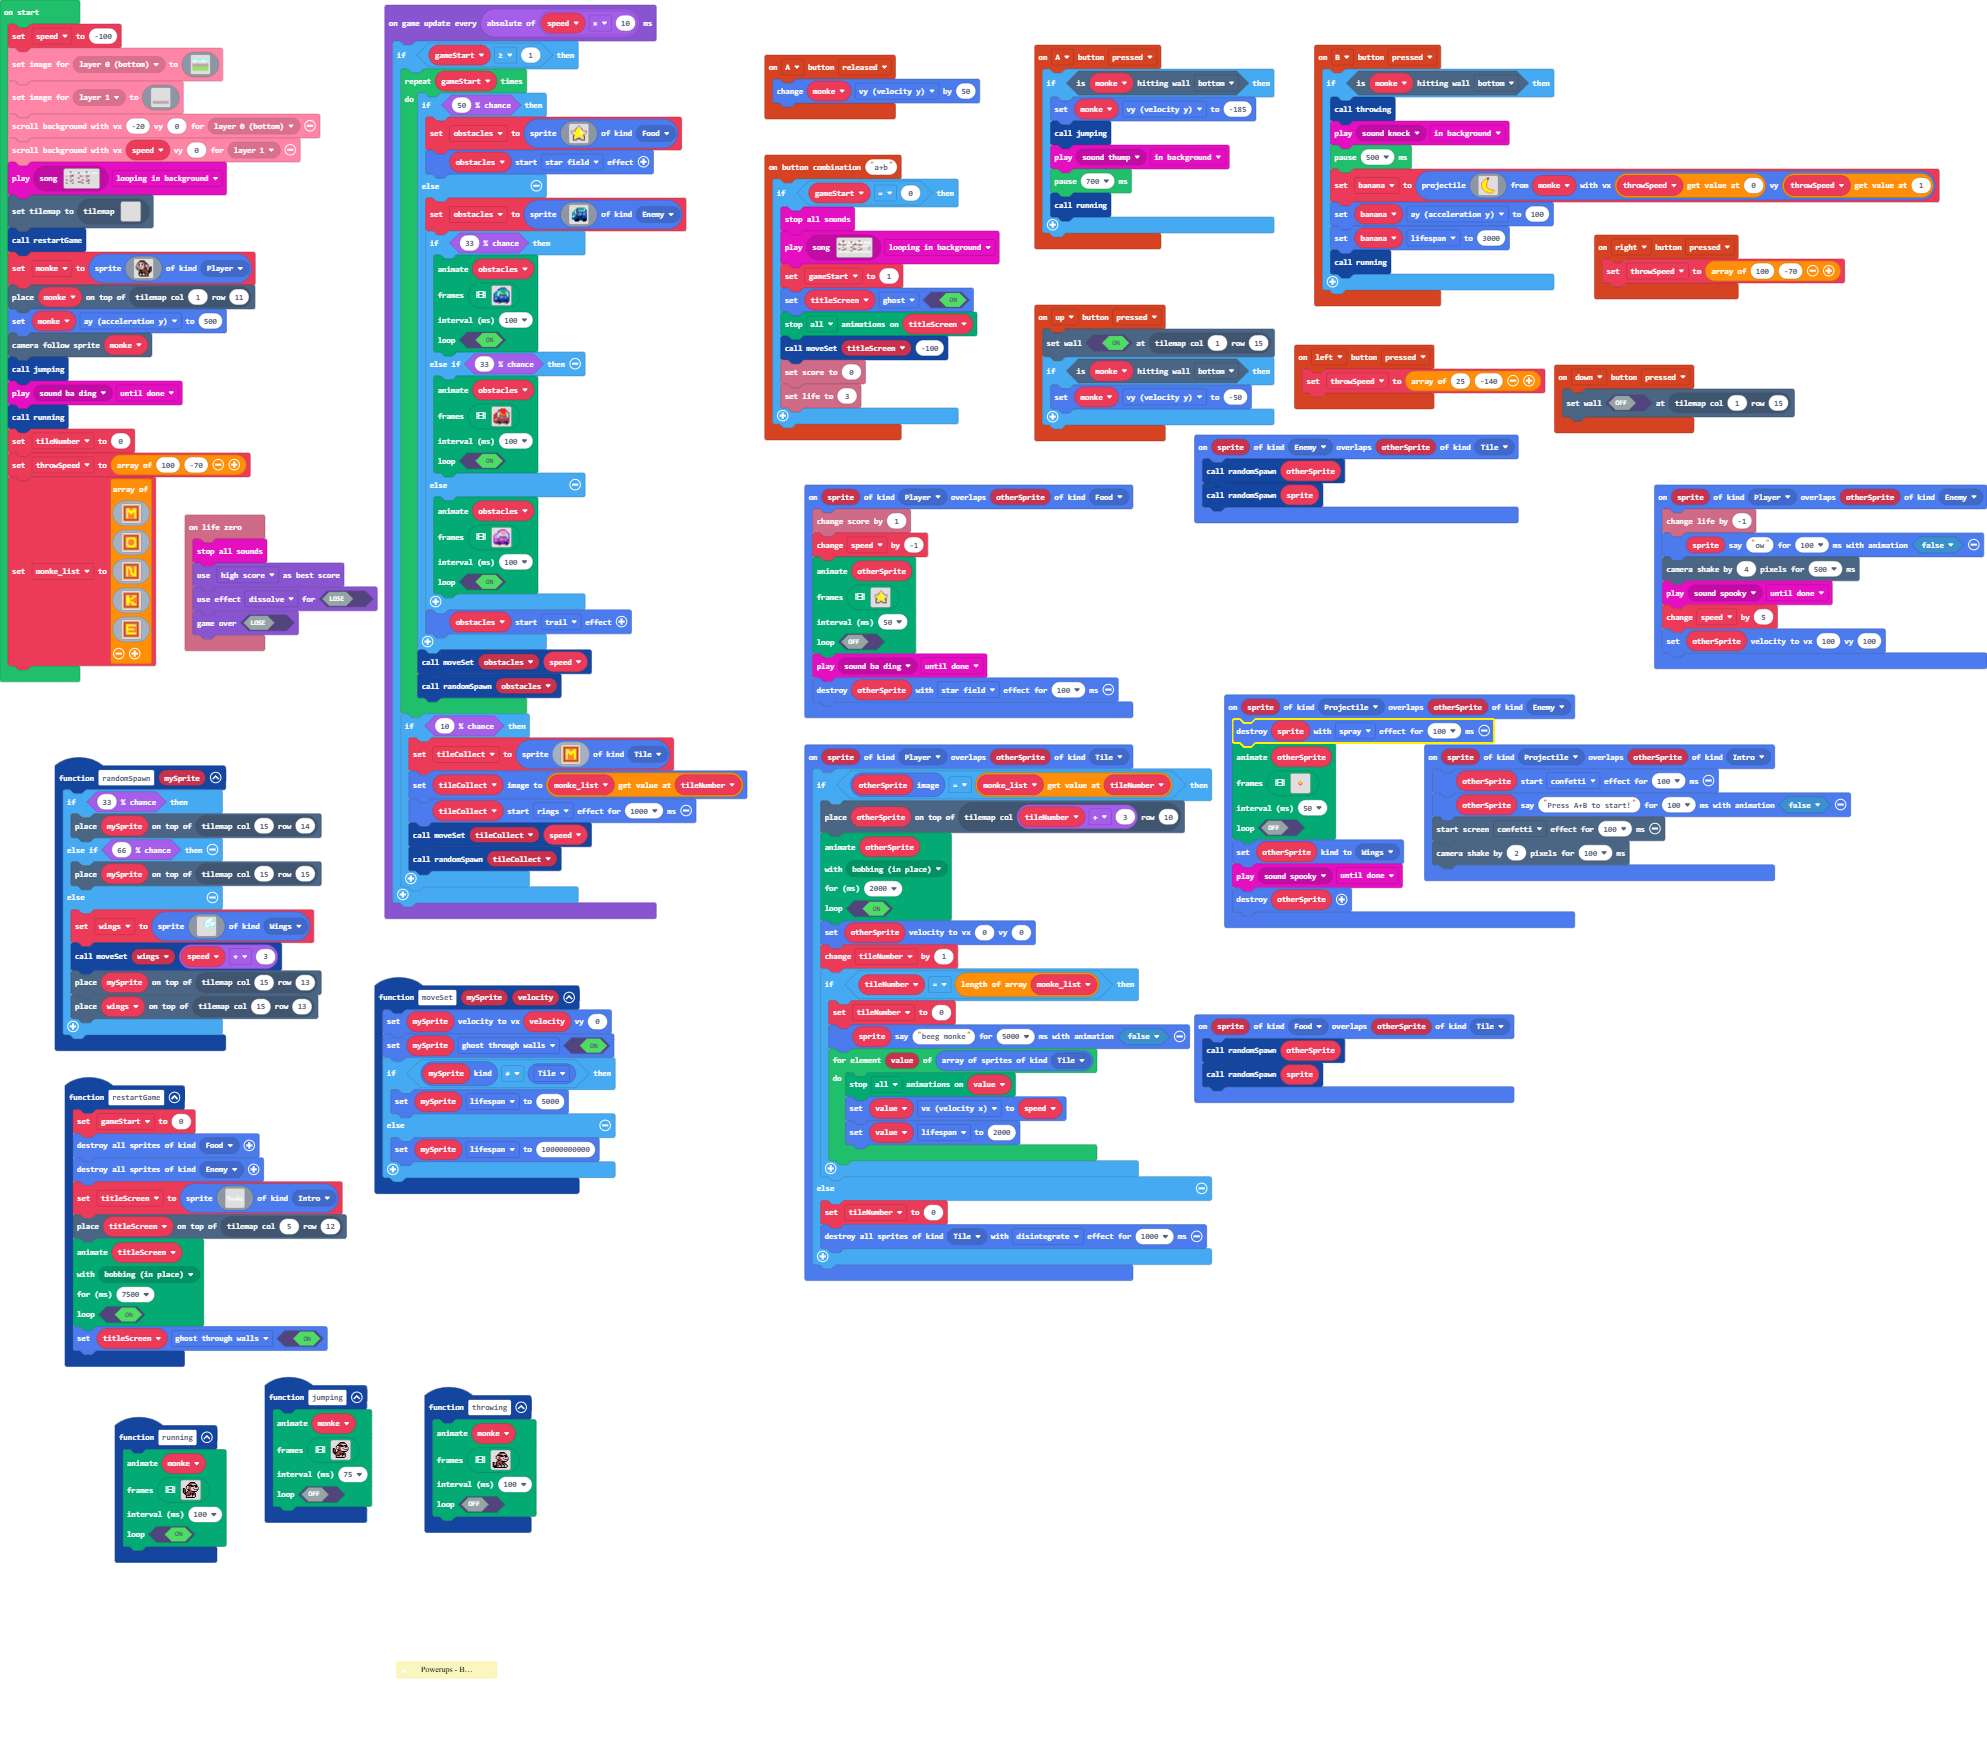 on start
set speed to -100
set image for layer 0 (bottom) to
set image for layer 1 to
scroll background with vx -20 vy 0 for layer 0 (bottom)
scroll background with vx speed vy 0 for layer 1
play song looping in background
set tilemap to tilemap
call restartGame
set monke to sprite of kind Player
place monke on top of tilemap col 1 row 11
set monke ay (acceleration y) to 500
camera follow sprite monke
call jumping
play sound ba ding until done
call running
set tileNumber to 0
set throwSpeed to array of 100 -70
set monke_list to array of
M
O
N
K
E
on life zero
stop all sounds
use high score as best score
use effect dissolve for LOSE
game over LOSE
on game update every absolute of speed × 10 ms
if gameStart ≥ 1 then
repeat gameStart times
do
if 50 % chance then
set obstacles to sprite of kind Food
obstacles start star field effect
else
set obstacles to sprite of kind Enemy
if 33 % chance then
animate obstacles
frames
interval (ms) 100
loop ON
else if 33 % chance then
animate obstacles
frames
interval (ms) 100
loop ON
else
animate obstacles
frames
interval (ms) 100
loop ON
obstacles start trail effect
call moveSet obstacles speed
call randomSpawn obstacles
if 10 % chance then
set tileCollect to sprite M of kind Tile
set tileCollect image to monke_list get value at tileNumber
tileCollect start rings effect for 1000 ms
call moveSet tileCollect speed
call randomSpawn tileCollect
on A button released
change monke vy (velocity y) by 50
on button combination "a+b"
if gameStart = 0 then
stop all sounds
play song looping in background
set gameStart to 1
set titleScreen ghost ON
stop all animations on titleScreen
call moveSet titleScreen -100
set score to 0
set life to 3
on A button pressed
if is monke hitting wall bottom then
set monke vy (velocity y) to -185
call jumping
play sound thump in background
pause 700 ms
call running
on up button pressed
set wall ON at tilemap col 1 row 15
if is monke hitting wall bottom then
set monke vy (velocity y) to -50
on B button pressed
if is monke hitting wall bottom then
call throwing
play sound knock in background
pause 500 ms
set banana to projectile from monke with vx throwSpeed get value at 0 vy throwSpeed get value at 1
set banana ay (acceleration y) to 100
set banana lifespan to 3000
call running
on right button pressed
set throwSpeed to array of 100 -70
on left button pressed
set throwSpeed to array of 25 -140
on down button pressed
set wall OFF at tilemap col 1 row 15
on sprite of kind Enemy overlaps otherSprite of kind Tile
call randomSpawn otherSprite
call randomSpawn sprite
on sprite of kind Player overlaps otherSprite of kind Food
change score by 1
change speed by -1
animate otherSprite
frames
interval (ms) 50
loop OFF
play sound ba ding until done
destroy otherSprite with star field effect for 100 ms
on sprite of kind Player overlaps otherSprite of kind Enemy
change life by -1
sprite say "ow" for 100 ms with animation false
camera shake by 4 pixels for 500 ms
play sound spooky until done
change speed by 5
set otherSprite velocity to vx 100 vy 100
on sprite of kind Projectile overlaps otherSprite of kind Enemy
destroy sprite with spray effect for 100 ms
animate otherSprite
frames
interval (ms) 50
loop OFF
set otherSprite kind to Wings
play sound spooky until done
destroy otherSprite
on sprite of kind Projectile overlaps otherSprite of kind Intro
otherSprite start confetti effect for 100 ms
otherSprite say "Press A+B to start!" for 100 ms with animation false
start screen confetti effect for 100 ms
camera shake by 2 pixels for 100 ms
on sprite of kind Player overlaps otherSprite of kind Tile
if otherSprite image = monke_list get value at tileNumber then
place otherSprite on top of tilemap col tileNumber + 3 row 10
animate otherSprite
with bobbing (in place)
for (ms) 2000
loop ON
set otherSprite velocity to vx 0 vy 0
change tileNumber by 1
if tileNumber = length of array monke_list then
set tileNumber to 0
sprite say "beeg monke" for 5000 ms with animation false
for element value of array of sprites of kind Tile
do
stop all animations on value
set value vx (velocity x) to speed
set value lifespan to 2000
else
set tileNumber to 0
destroy all sprites of kind Tile with disintegrate effect for 1000 ms
on sprite of kind Food overlaps otherSprite of kind Tile
call randomSpawn otherSprite
call randomSpawn sprite
function randomSpawn mySprite
if 33 % chance then
place mySprite on top of tilemap col 15 row 14
else if 66 % chance then
place mySprite on top of tilemap col 15 row 15
else
set wings to sprite of kind Wings
call moveSet wings speed + 3
place mySprite on top of tilemap col 15 row 13
place wings on top of tilemap col 15 row 13
function moveSet mySprite velocity
set mySprite velocity to vx velocity vy 0
set mySprite ghost through walls ON
if mySprite kind ≠ Tile then
set mySprite lifespan to 5000
else
set mySprite lifespan to 10000000000
function restartGame
set gameStart to 0
destroy all sprites of kind Food
destroy all sprites of kind Enemy
set titleScreen to sprite of kind Intro
place titleScreen on top of tilemap col 5 row 12
animate titleScreen
with bobbing (in place)
for (ms) 7500
loop ON
set titleScreen ghost through walls ON
function running
animate monke
frames
interval (ms) 100
loop ON
function jumping
animate monke
frames
interval (ms) 75
loop OFF
function throwing
animate monke
frames
interval (ms) 100
loop OFF
Powerups - B...